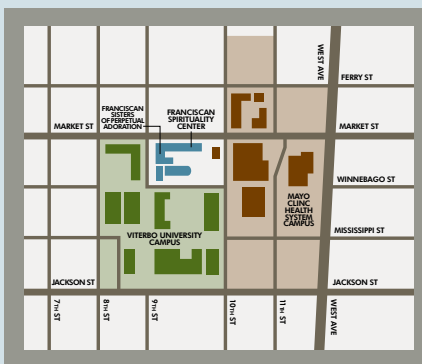 WEST AVE
FERRY ST
FRANCISCAN
SISTERS
OF PERPETUAL
ADORATION
FRANCISCAN
SPIRITUALITY
CENTER
MARKET ST
MARKET ST
WINNEBAGO ST
MAYO
CLINC
HEALTH
SYSTEM
CAMPUS
VITERBO UNIVERSITY
CAMPUS
MISSISSIPPI ST
JACKSON ST
JACKSON ST
7TH ST
8TH ST
9TH ST
10TH ST
11TH ST
WEST AVE